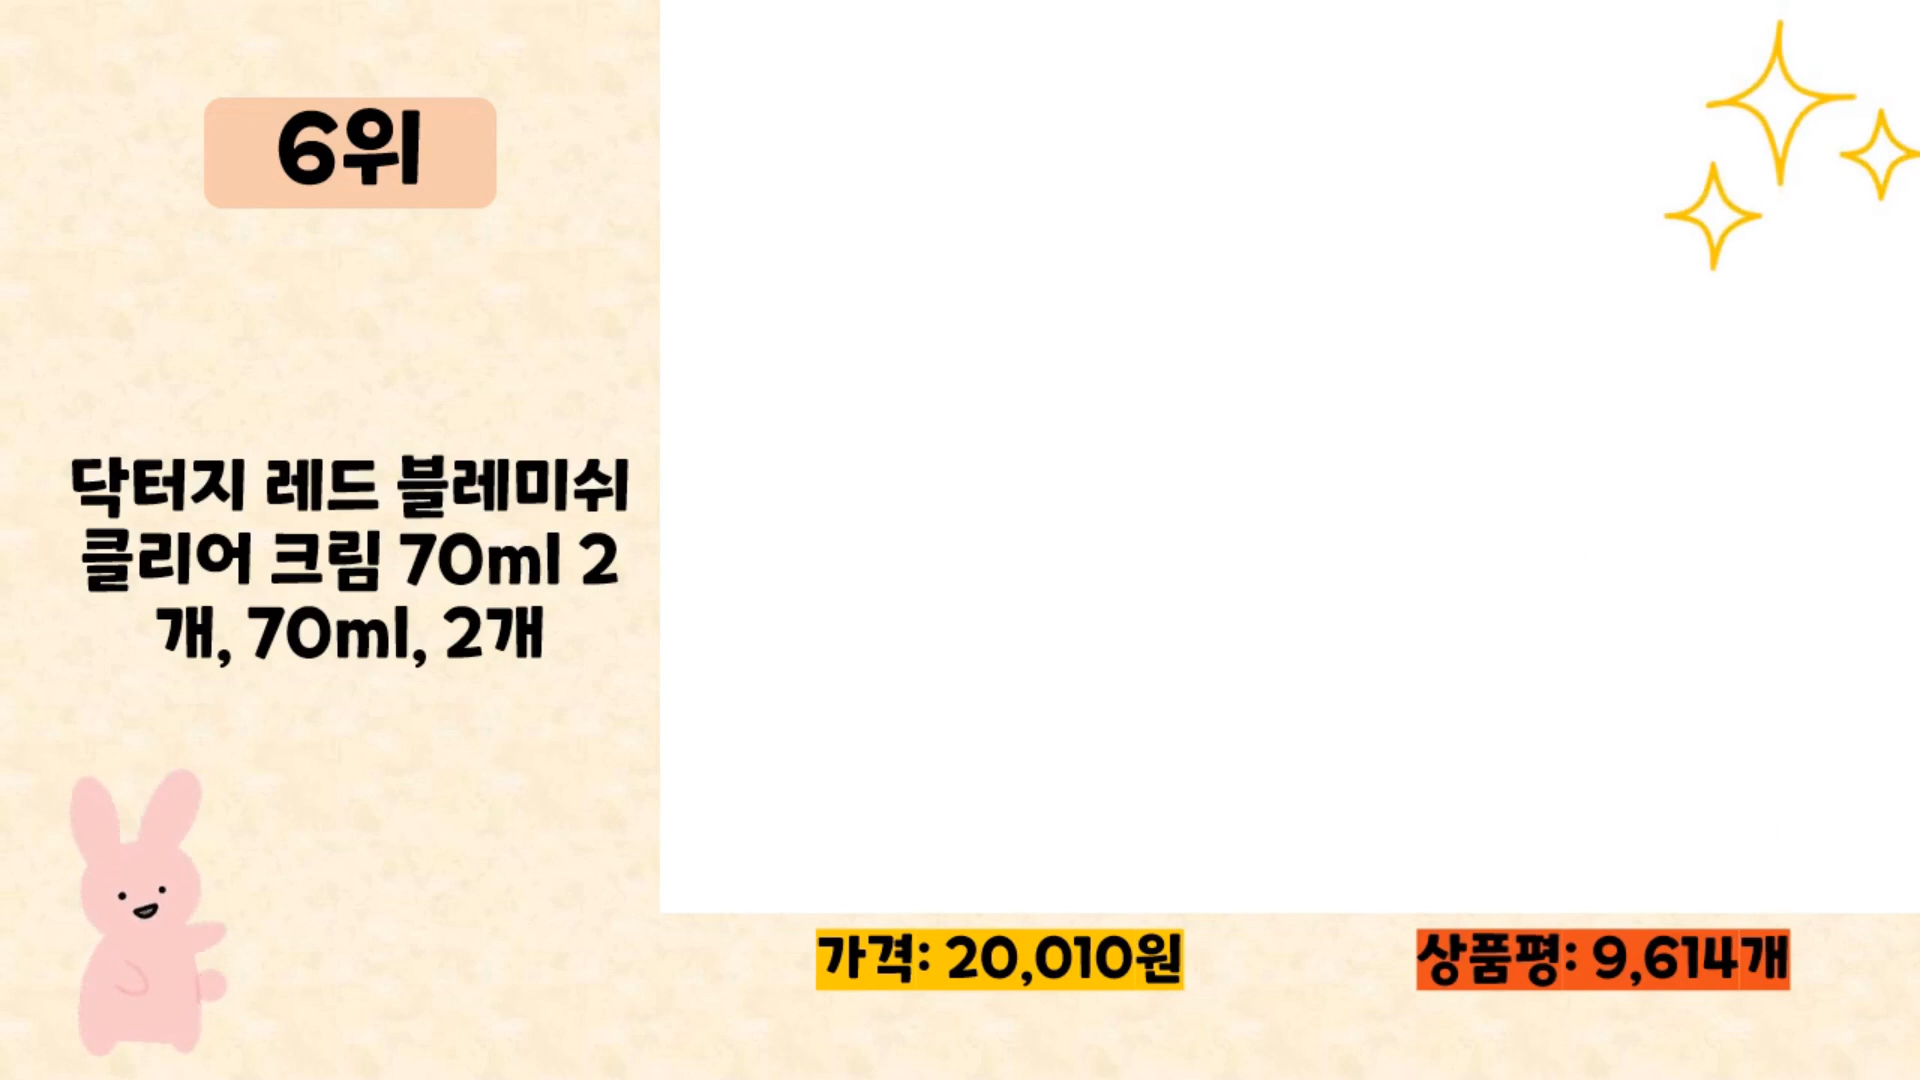 6위
닥터지 레드 블레미쉬
클리어 크림 70ml 2
개, 70ml, 2개
가격: 20,010원
상품평: 9,614개